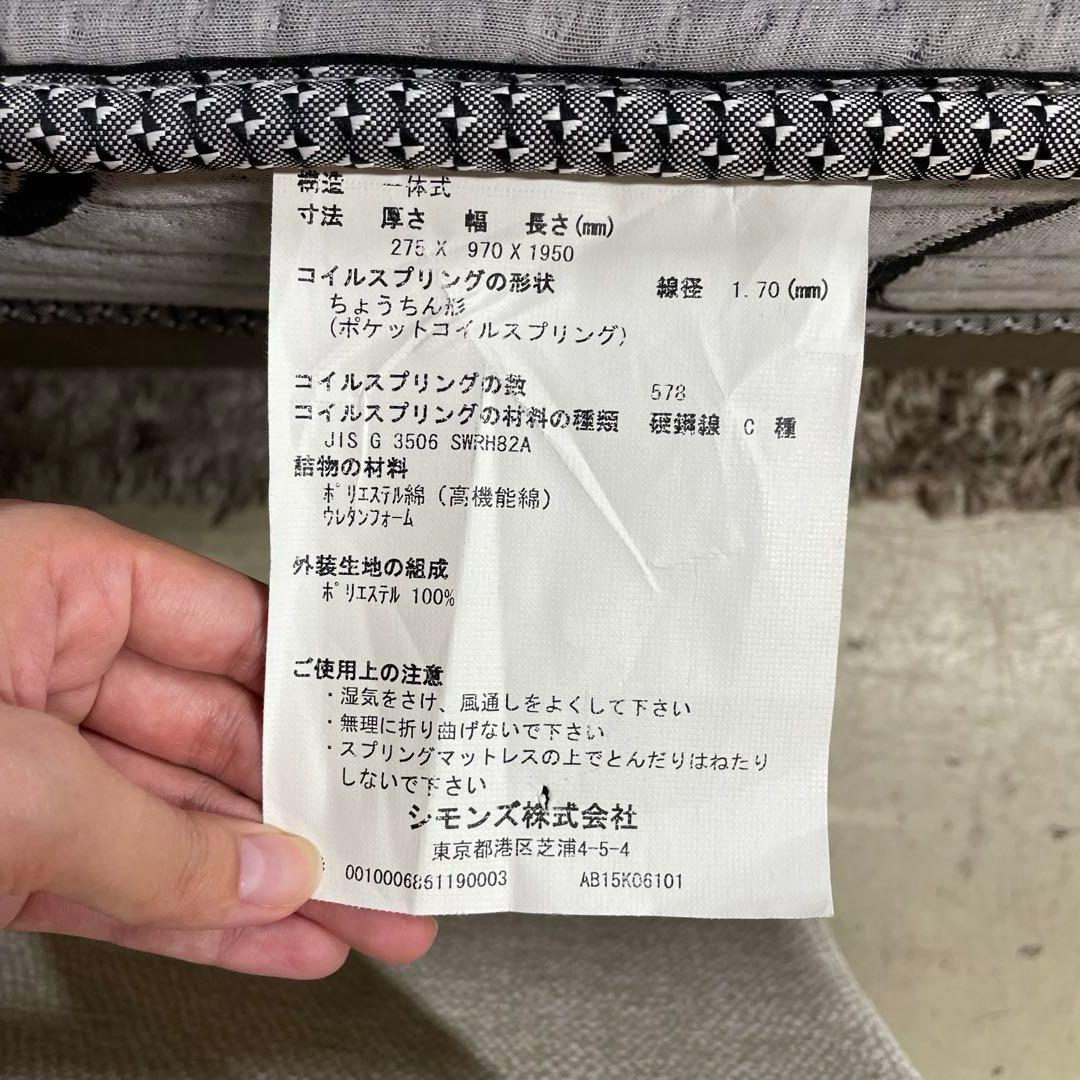 構造 一体式
寸法 厚さ 幅 長さ(mm)
275 X 970 X 1950
コイルスプリングの形状 線径 1.70(mm)
ちょうちん形
(ポケットコイルスプリング)
コイルスプリングの数 578
コイルスプリングの材料の種類 硬鋼線 C 種
JIS G 3506 SWRH82A
詰物の材料
ポリエステル綿(高機能綿)
ウレタンフォーム
外装生地の組成
ポリエステル 100%
ご使用上の注意
・湿気をさけ、風通しをよくして下さい
・無理に折り曲げないで下さい
・スプリングマットレスの上でとんだりはねたり
しないで下さい
シモンズ株式会社
東京都港区芝浦4-5-4
0010006861190003 AB15K06101